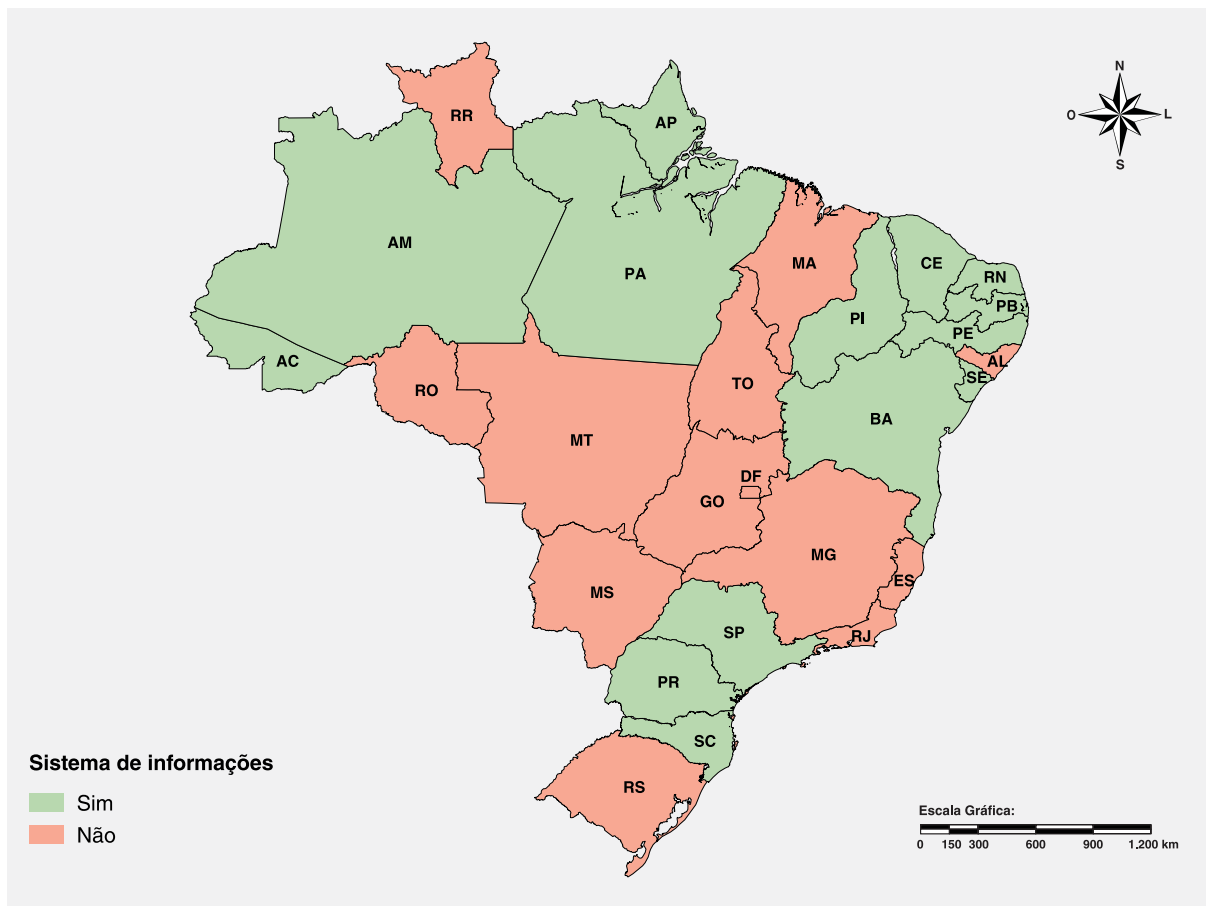 N
O
L
S
RR
AP
AM
PA
MA
CE
RN
PB
PI
PE
AC
AL
SE
RO
TO
BA
MT
DF
GO
MG
ES
MS
SP
RJ
PR
SC
RS
Sistema de informações
Sim
Não
Escala Gráfica:
0 150 300 600 900 1.200 km